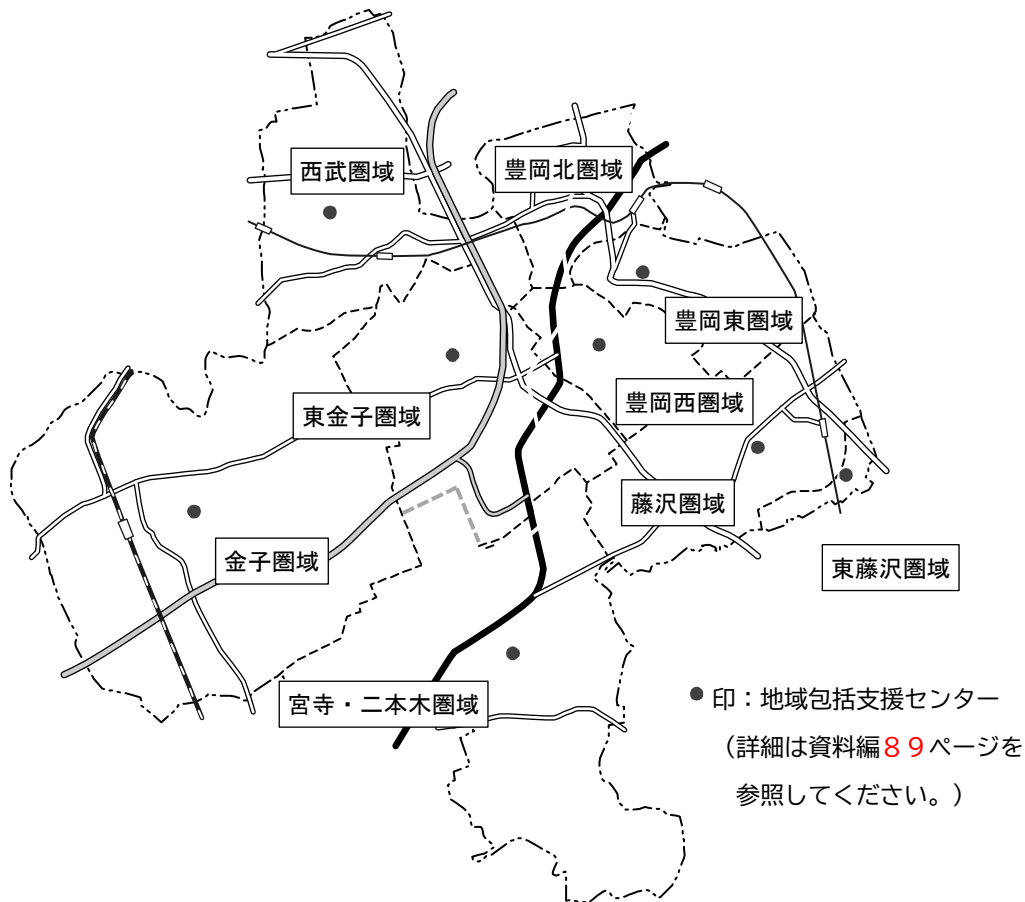 西武圏域
豊岡北圏域
豊岡東圏域
豊岡西圏域
東金子圏域
藤沢圏域
金子圏域
東藤沢圏域
宮寺・二本木圏域
●印：地域包括支援センター
（詳細は資料編８９ページを
参照してください。）